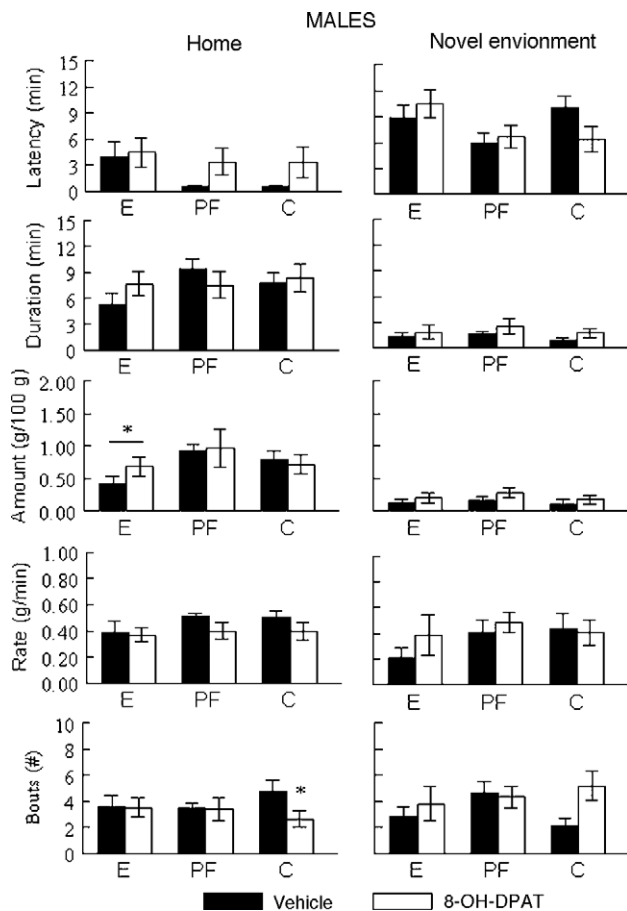 MALES
Home
Novel envionment
Latency (min)
15
12
9
6
3
0
E PF C
E PF C
Duration (min)
15
12
9
6
3
0
E PF C
E PF C
Amount (g/100 g)
2.00
1.50
1.00
0.50
0.00
*
E PF C
E PF C
Rate (g/min)
1.00
0.80
0.60
0.40
0.20
0.00
E PF C
E PF C
Bouts (#)
10
8
6
4
2
0
*
E PF C
E PF C
Vehicle
8-OH-DPAT